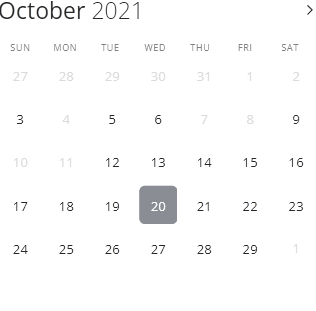 October 2021
SUN MON TUE WED THU FRI SAT
27 28 29 30 31 1 2
3 4 5 6 7 8 9
10 11 12 13 14 15 16
17 18 19 20 21 22 23
24 25 26 27 28 29 1